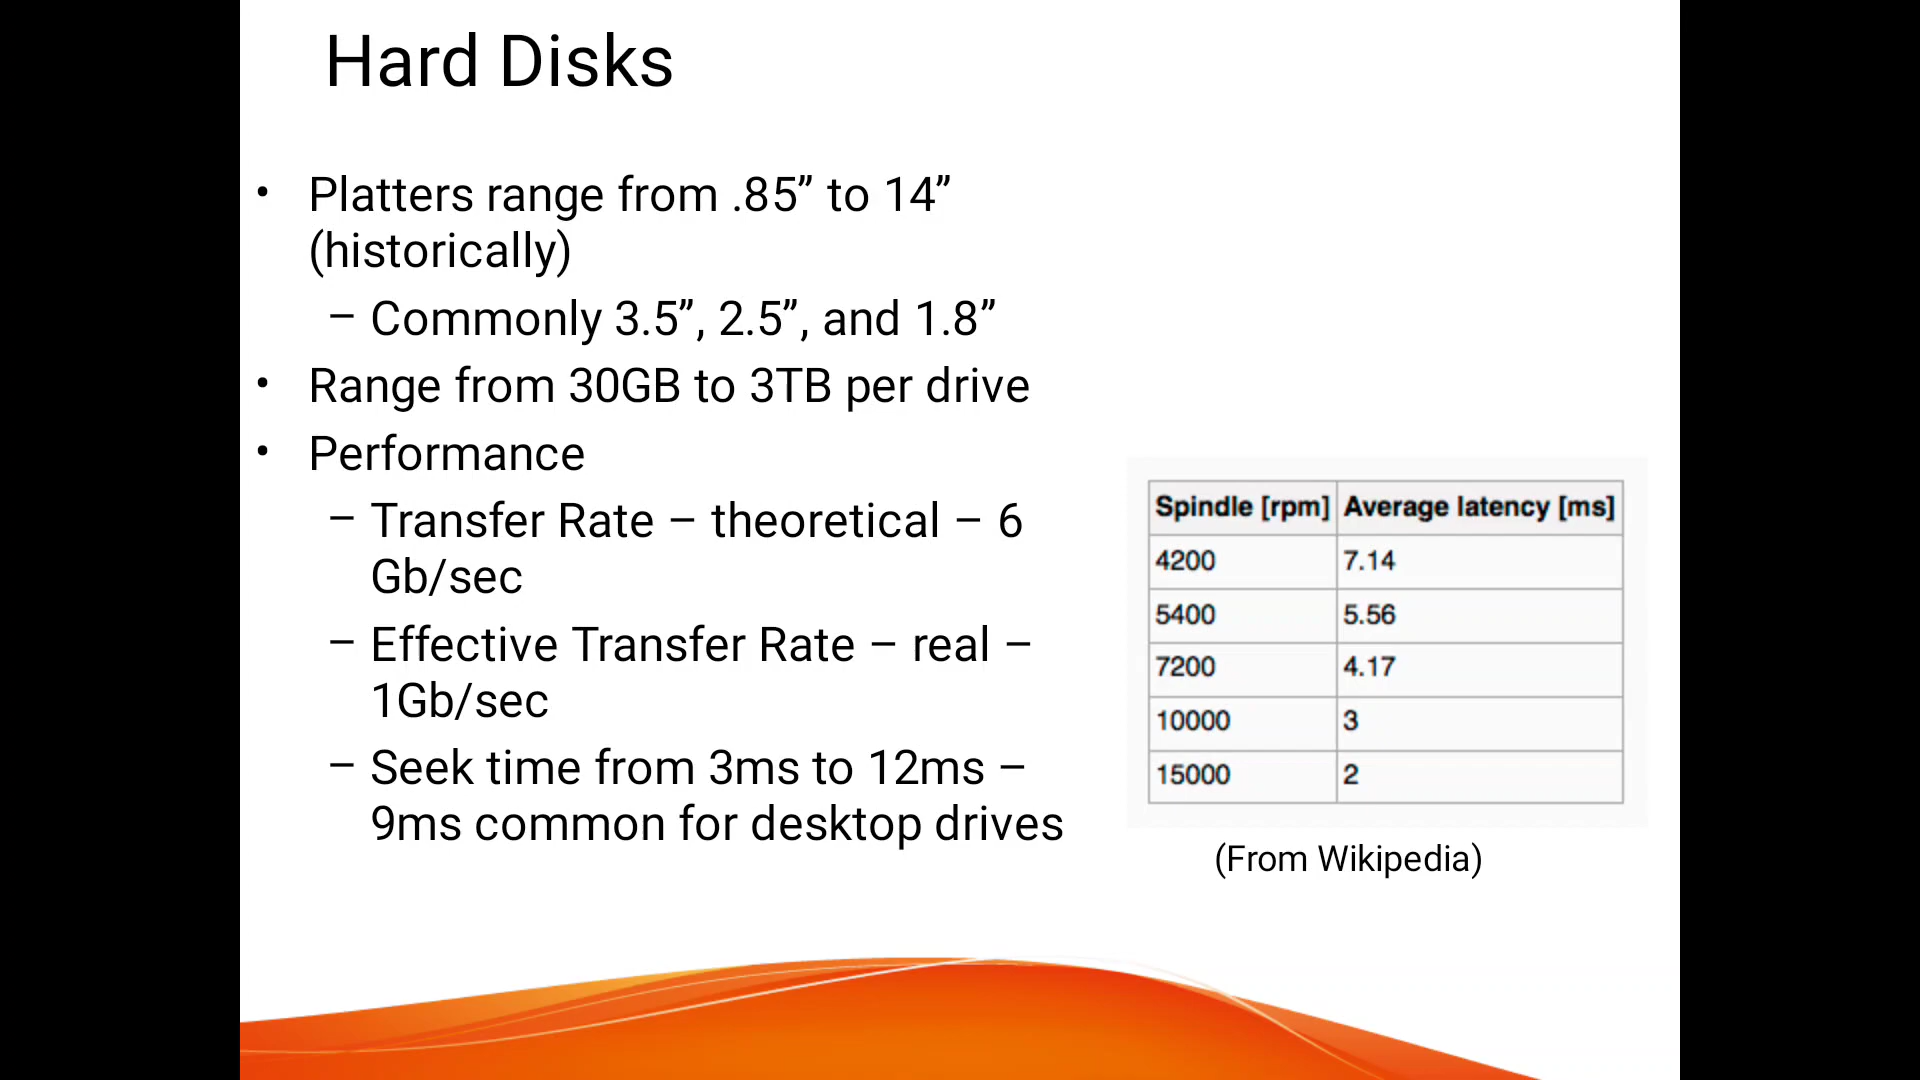 Hard Disks
• Platters range from .85” to 14”
(historically)
– Commonly 3.5”, 2.5”, and 1.8”
• Range from 30GB to 3TB per drive
• Performance
– Transfer Rate – theoretical – 6
Gb/sec
– Effective Transfer Rate – real –
1Gb/sec
– Seek time from 3ms to 12ms –
9ms common for desktop drives
Spindle [rpm] Average latency [ms]
4200 7.14
5400 5.56
7200 4.17
10000 3
15000 2
(From Wikipedia)